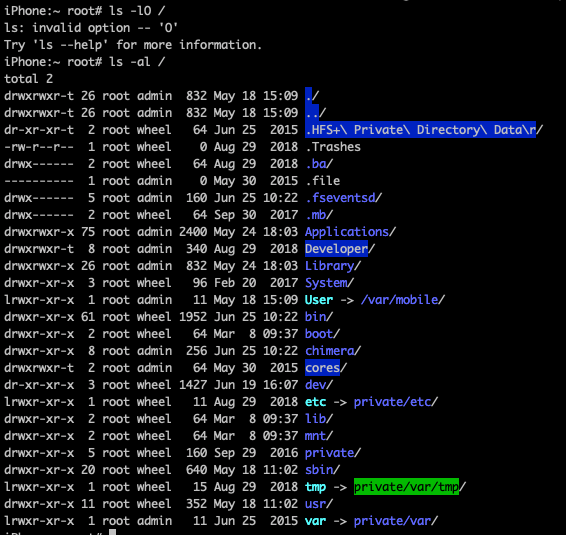 iPhone:~ root# ls -lO /
ls: invalid option -- 'O'
Try 'ls --help' for more information.
iPhone:~ root# ls -al /
total 2
drwxrwxr-t 26 root admin  832 May 18 15:09 ./
drwxrwxr-t 26 root admin  832 May 18 15:09 ../
dr-xr-xr-t  2 root wheel   64 Jun 25  2015 .HFS+\ Private\ Directory\ Data\r/
-rw-r--r--  1 root wheel    0 Aug 29  2018 .Trashes
drwx------  2 root wheel   64 Aug 29  2018 .ba/
----------  1 root admin    0 May 30  2015 .file
drwx------  5 root admin  160 Jun 25 10:22 .fseventsd/
drwx------  2 root wheel   64 Sep 30  2017 .mb/
drwxrwxr-x 75 root admin 2400 May 24 18:03 Applications/
drwxrwxr-t  8 root admin  340 Aug 29  2018 Developer/
drwxrwxr-x 26 root admin  832 May 24 18:03 Library/
drwxr-xr-x  3 root wheel   96 Feb 20  2017 System/
lrwxr-xr-x  1 root admin   11 May 18 15:09 User -> /var/mobile/
drwxr-xr-x 61 root wheel 1952 Jun 25 10:22 bin/
drwxr-xr-x  2 root wheel   64 Mar  8 09:37 boot/
drwxr-xr-x  8 root admin  256 Jun 25 10:22 chimera/
drwxrwxr-t  2 root admin   64 May 30  2015 cores/
dr-xr-xr-x  3 root wheel 1427 Jun 19 16:07 dev/
lrwxr-xr-x  1 root wheel   11 Aug 29  2018 etc -> private/etc/
drwxr-xr-x  2 root wheel   64 Mar  8 09:37 lib/
drwxr-xr-x  2 root wheel   64 Mar  8 09:37 mnt/
drwxr-xr-x  5 root wheel  160 Sep 29  2016 private/
drwxr-xr-x 20 root wheel  640 May 18 11:02 sbin/
lrwxr-xr-x  1 root wheel   15 Aug 29  2018 tmp -> private/var/tmp/
drwxr-xr-x 11 root wheel  352 May 18 11:02 usr/
lrwxr-xr-x  1 root admin   11 Jun 25  2015 var -> private/var/
iPhone:~ root#